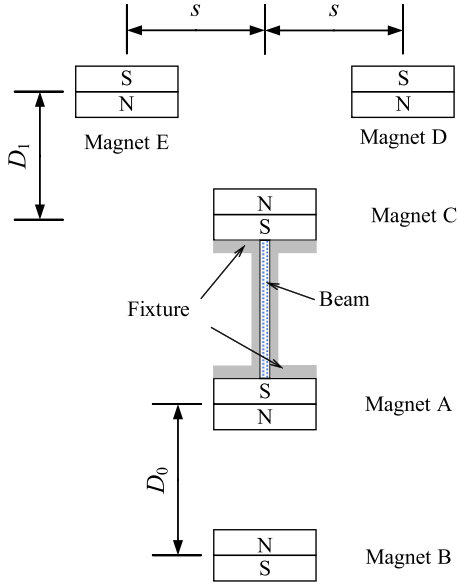 s s
S S
N N
Magnet E Magnet D
D₁
N
S
Magnet C
Fixture Beam
S
N
Magnet A
D₀
N
S
Magnet B